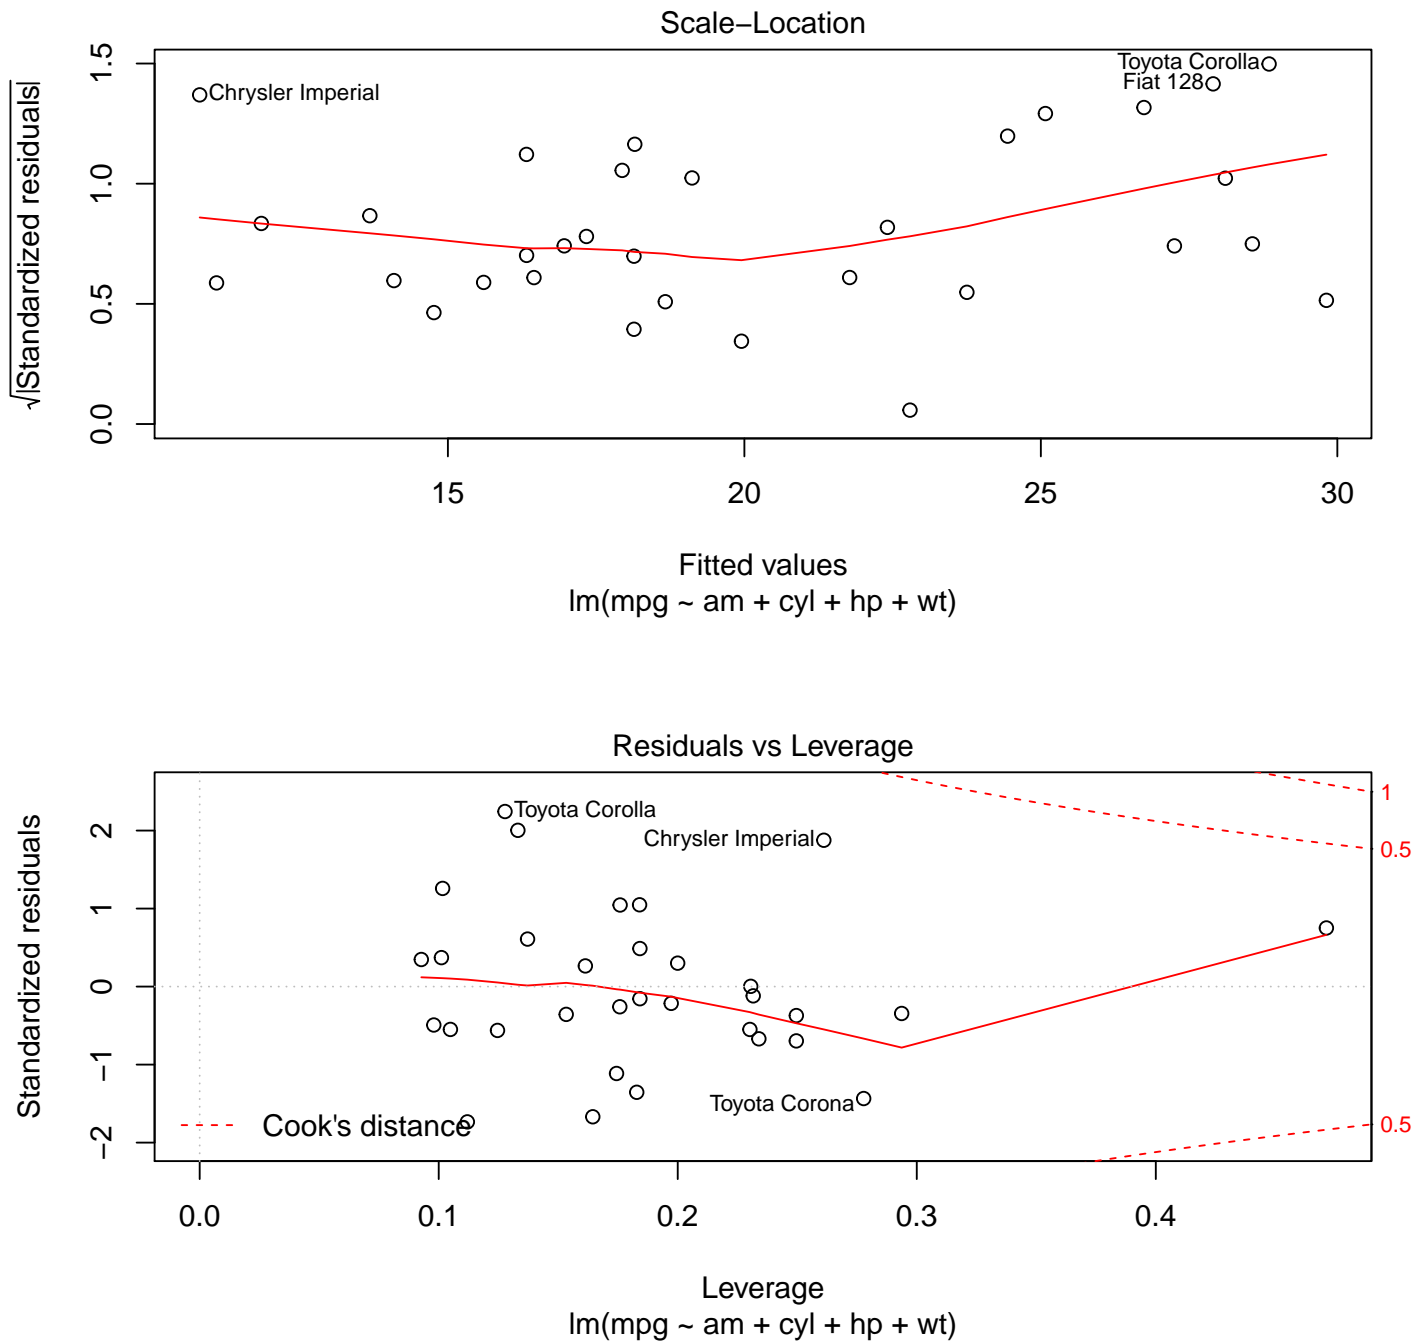 Scale−Location
√|Standardized residuals|
1.5
1.0
0.5
0.0
Chrysler Imperial
Toyota Corolla
Fiat 128
15 20 25 30
Fitted values
lm(mpg ~ am + cyl + hp + wt)
Residuals vs Leverage
Standardized residuals
2
1
0
−1
−2
Toyota Corolla
Chrysler Imperial
Toyota Corona
Cook's distance
1
0.5
0.5
0.0 0.1 0.2 0.3 0.4
Leverage
lm(mpg ~ am + cyl + hp + wt)